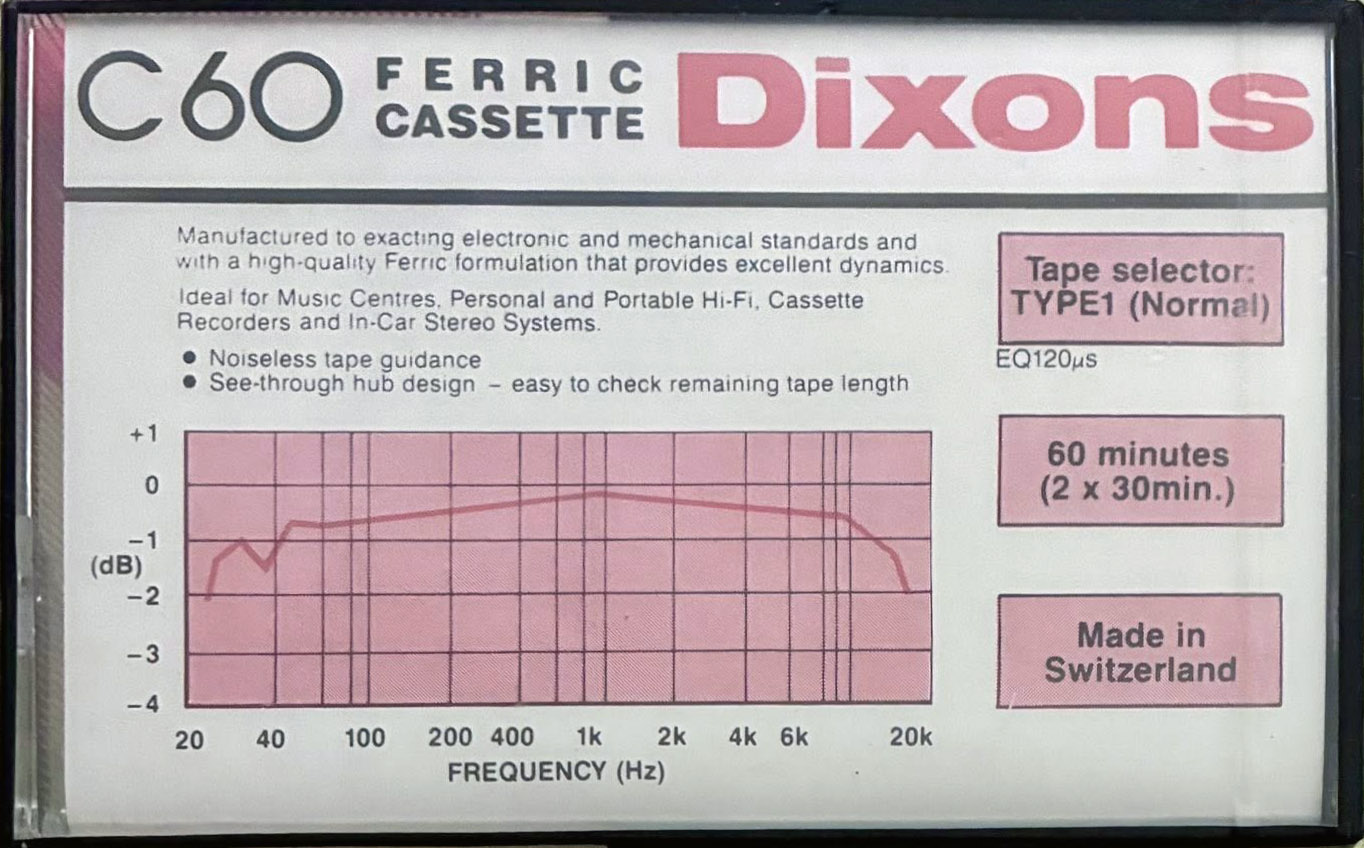 C60 FERRIC CASSETTE Dixons
Manufactured to exacting electronic and mechanical standards and
with a high-quality Ferric formulation that provides excellent dynamics.
Ideal for Music Centres, Personal and Portable Hi-Fi, Cassette
Recorders and In-Car Stereo Systems.
● Noiseless tape guidance
● See-through hub design – easy to check remaining tape length
Tape selector:
TYPE1 (Normal)
EQ120μs
60 minutes
(2 x 30min.)
Made in
Switzerland
+1
0
–1
(dB)
–2
–3
–4
20 40 100 200 400 1k 2k 4k 6k 20k
FREQUENCY (Hz)